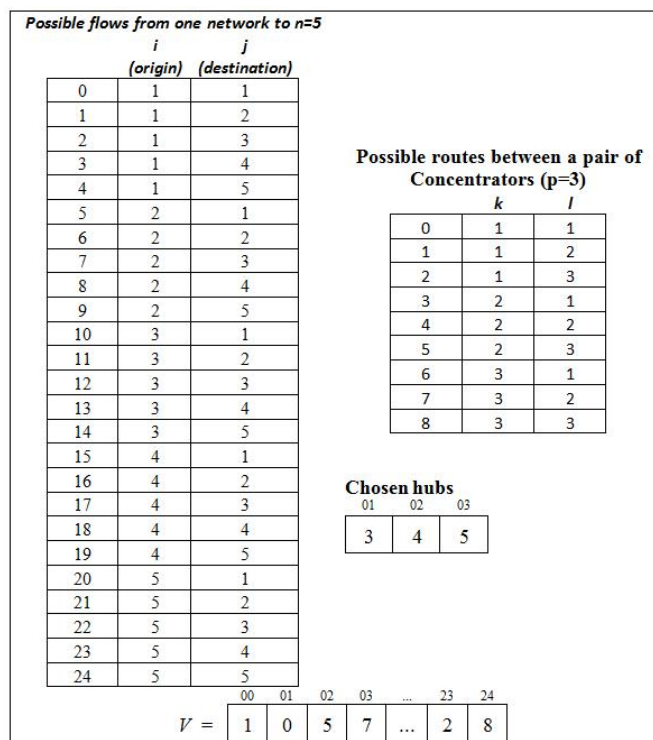 Possible flows from one network to n=5
i j
(origin) (destination)
0 1 1
1 1 2
2 1 3
3 1 4
4 1 5
5 2 1
6 2 2
7 2 3
8 2 4
9 2 5
10 3 1
11 3 2
12 3 3
13 3 4
14 3 5
15 4 1
16 4 2
17 4 3
18 4 4
19 4 5
20 5 1
21 5 2
22 5 3
23 5 4
24 5 5
Possible routes between a pair of
Concentrators (p=3)
k l
0 1 1
1 1 2
2 1 3
3 2 1
4 2 2
5 2 3
6 3 1
7 3 2
8 3 3
Chosen hubs
01 02 03
3 4 5
00 01 02 03 ... 23 24
V = 1 0 5 7 ... 2 8